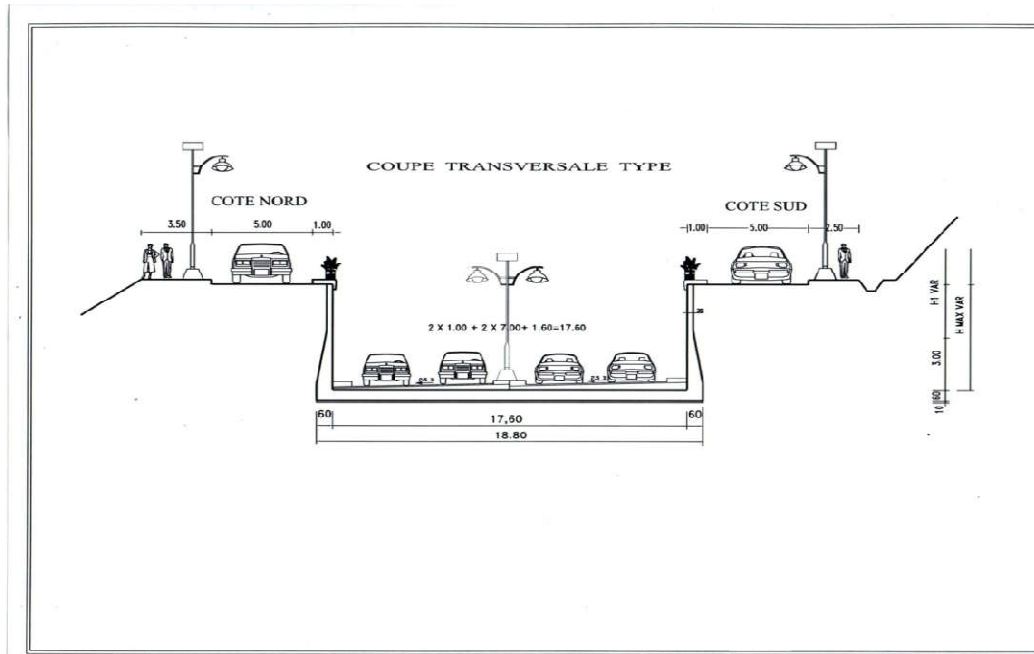 COUPE TRANSVERSALE TYPE
COTE NORD
COTE SUD
3.50 5.00 1.00
1.00 5.00
2 X 1.00 + 2 X 7.00+ 1.60=17.60
H1 VAR
H MAX VAR
3.00
60
10
60 17,60 60
18.80